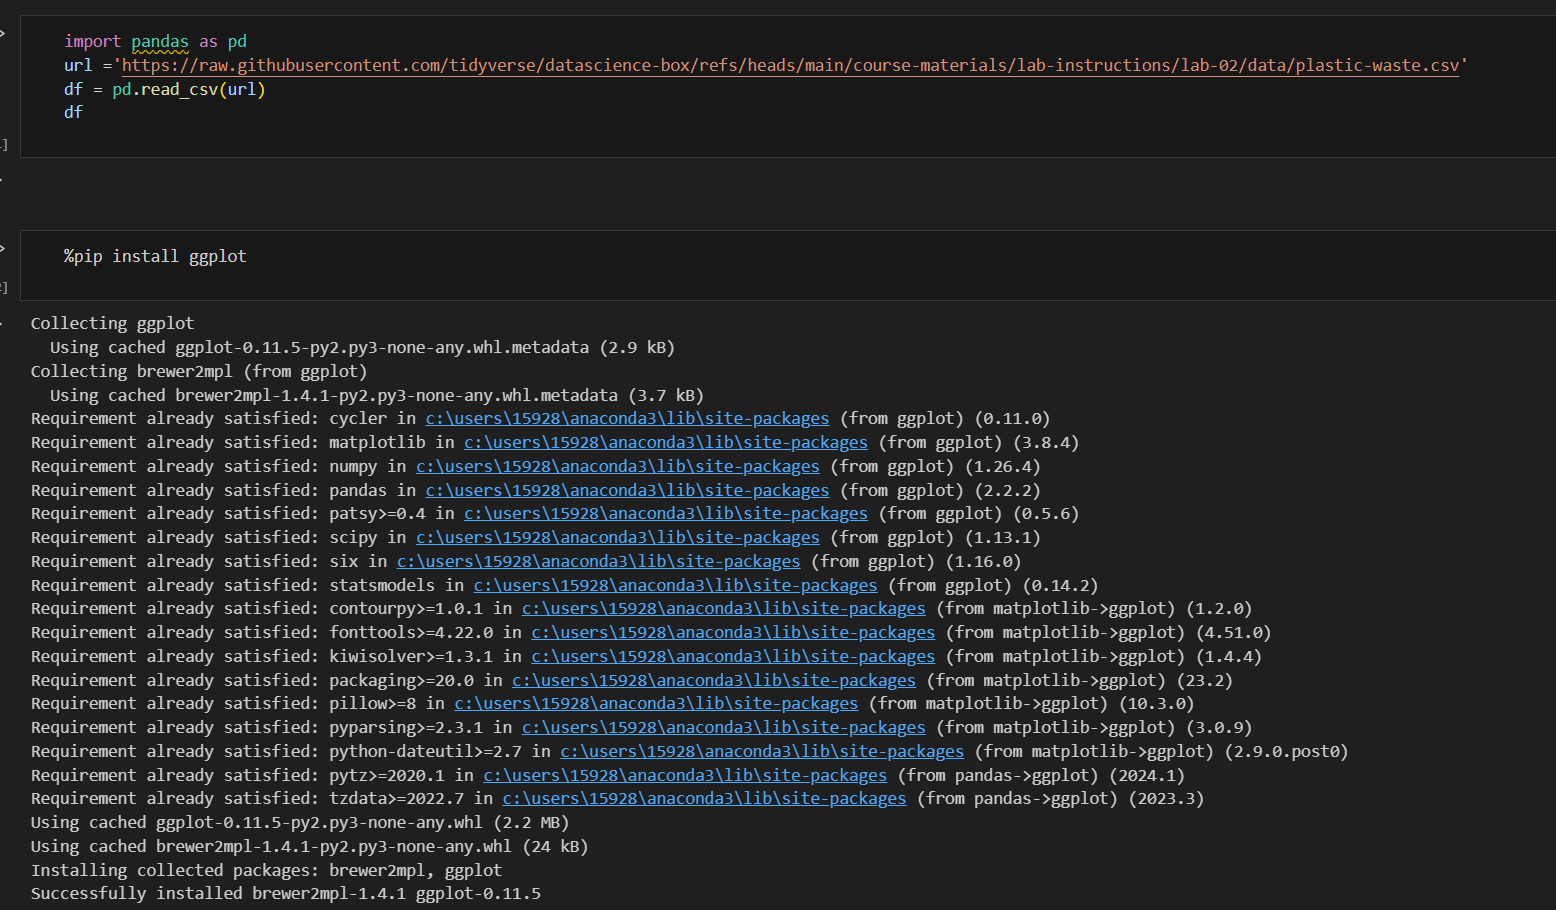 import pandas as pd
url ='https://raw.githubusercontent.com/tidyverse/datascience-box/refs/heads/main/course-materials/lab-instructions/lab-02/data/plastic-waste.csv'
df = pd.read_csv(url)
df
]
%pip install ggplot
]
Collecting ggplot
  Using cached ggplot-0.11.5-py2.py3-none-any.whl.metadata (2.9 kB)
Collecting brewer2mpl (from ggplot)
  Using cached brewer2mpl-1.4.1-py2.py3-none-any.whl.metadata (3.7 kB)
Requirement already satisfied: cycler in c:\users\15928\anaconda3\lib\site-packages (from ggplot) (0.11.0)
Requirement already satisfied: matplotlib in c:\users\15928\anaconda3\lib\site-packages (from ggplot) (3.8.4)
Requirement already satisfied: numpy in c:\users\15928\anaconda3\lib\site-packages (from ggplot) (1.26.4)
Requirement already satisfied: pandas in c:\users\15928\anaconda3\lib\site-packages (from ggplot) (2.2.2)
Requirement already satisfied: patsy>=0.4 in c:\users\15928\anaconda3\lib\site-packages (from ggplot) (0.5.6)
Requirement already satisfied: scipy in c:\users\15928\anaconda3\lib\site-packages (from ggplot) (1.13.1)
Requirement already satisfied: six in c:\users\15928\anaconda3\lib\site-packages (from ggplot) (1.16.0)
Requirement already satisfied: statsmodels in c:\users\15928\anaconda3\lib\site-packages (from ggplot) (0.14.2)
Requirement already satisfied: contourpy>=1.0.1 in c:\users\15928\anaconda3\lib\site-packages (from matplotlib->ggplot) (1.2.0)
Requirement already satisfied: fonttools>=4.22.0 in c:\users\15928\anaconda3\lib\site-packages (from matplotlib->ggplot) (4.51.0)
Requirement already satisfied: kiwisolver>=1.3.1 in c:\users\15928\anaconda3\lib\site-packages (from matplotlib->ggplot) (1.4.4)
Requirement already satisfied: packaging>=20.0 in c:\users\15928\anaconda3\lib\site-packages (from matplotlib->ggplot) (23.2)
Requirement already satisfied: pillow>=8 in c:\users\15928\anaconda3\lib\site-packages (from matplotlib->ggplot) (10.3.0)
Requirement already satisfied: pyparsing>=2.3.1 in c:\users\15928\anaconda3\lib\site-packages (from matplotlib->ggplot) (3.0.9)
Requirement already satisfied: python-dateutil>=2.7 in c:\users\15928\anaconda3\lib\site-packages (from matplotlib->ggplot) (2.9.0.post0)
Requirement already satisfied: pytz>=2020.1 in c:\users\15928\anaconda3\lib\site-packages (from pandas->ggplot) (2024.1)
Requirement already satisfied: tzdata>=2022.7 in c:\users\15928\anaconda3\lib\site-packages (from pandas->ggplot) (2023.3)
Using cached ggplot-0.11.5-py2.py3-none-any.whl (2.2 MB)
Using cached brewer2mpl-1.4.1-py2.py3-none-any.whl (24 kB)
Installing collected packages: brewer2mpl, ggplot
Successfully installed brewer2mpl-1.4.1 ggplot-0.11.5